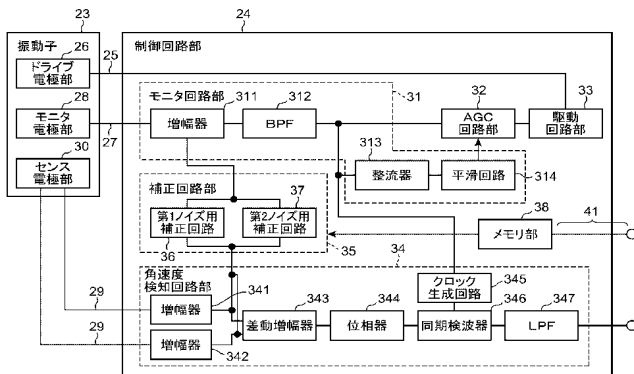 23
24
振動子
26
25
制御回路部
ドライブ
電極部
28
モニタ回路部
311
312
31
32
33
モニタ
電極部
27
増幅器
BPF
AGC
回路部
駆動
回路部
30
313
センス
電極部
整流器
平滑回路
314
補正回路部
37
38
41
第1ノイズ用
補正回路
第2ノイズ用
補正回路
メモリ部
36
35
34
角速度
検知回路部
クロック
生成回路
345
29
341
343
344
346
347
増幅器
差動増幅器
位相器
同期検波器
LPF
29
増幅器
342